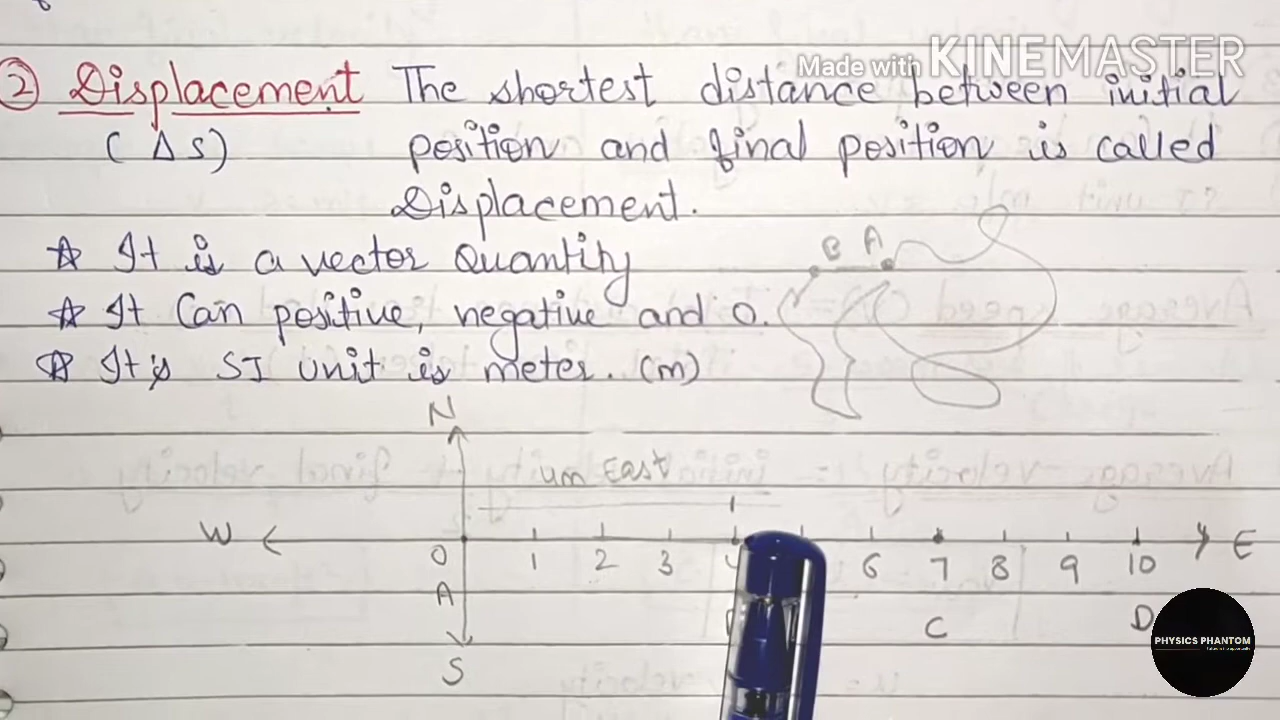 Made with KINEMASTER
② Displacement The shortest distance between initial
(ΔS) position and final position is called
Displacement.
☆ It is a vector Quantity
B A
☆ It Can positive, negative and 0.
☆ It's SI unit is meter. (m)
N
4m East
W E
O 1 2 3 4 6 7 8 9 10
A C D
S
PHYSICS PHANTOM